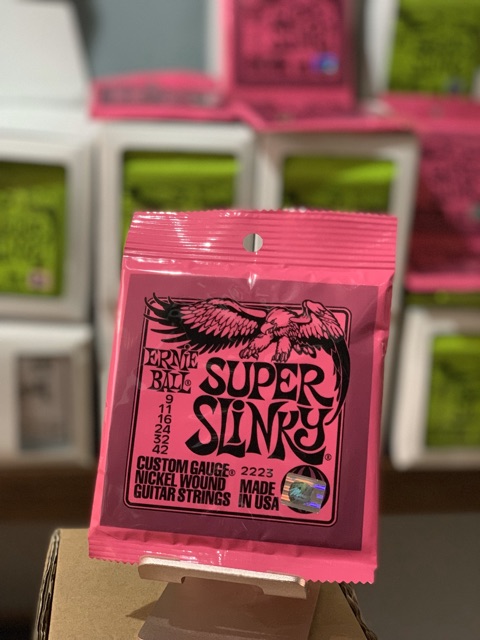 ERNIE
BALL®
SUPER
SLINKY®
9
11
16
24
32
42
CUSTOM GAUGE®
NICKEL WOUND
GUITAR STRINGS
2223
MADE
IN USA